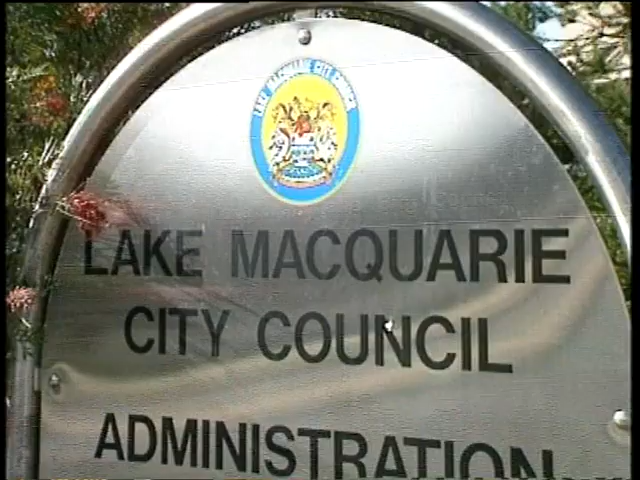 LAKE MACQUARIE CITY COUNCIL
LAKE MACQUARIE
CITY COUNCIL
ADMINISTRATION